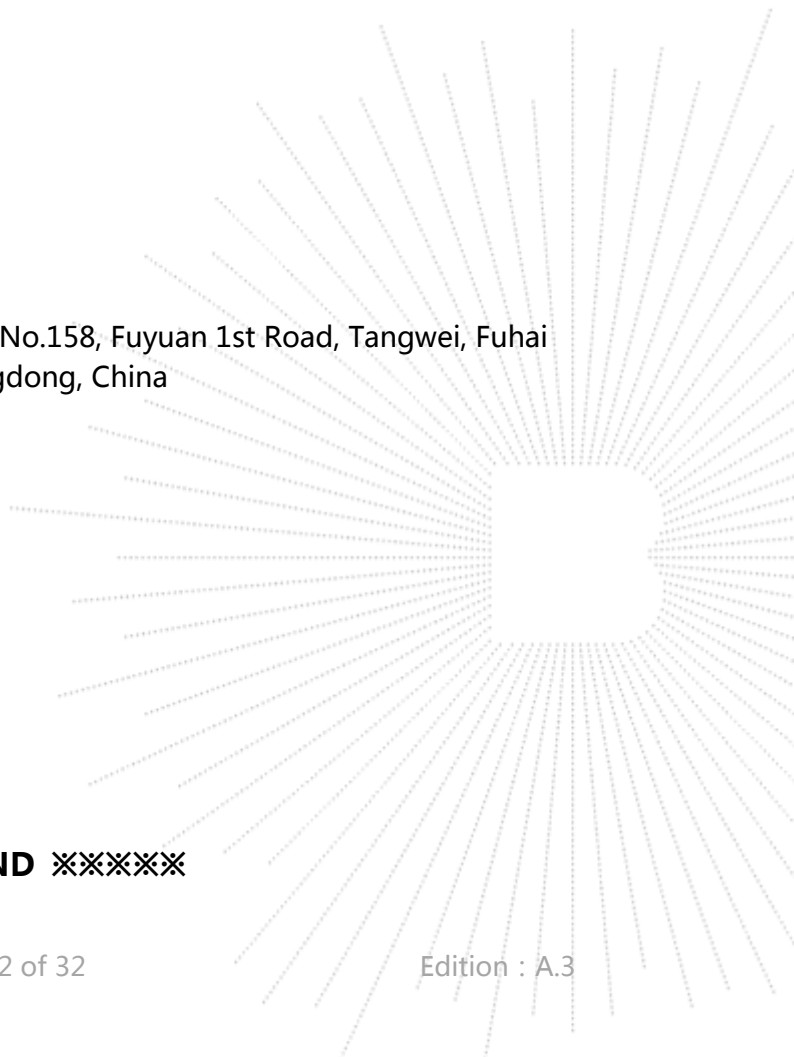 No.158, Fuyuan 1st Road, Tangwei, Fuhai
gdong, China
ND ※※※※※
2 of 32 Edition : A.3